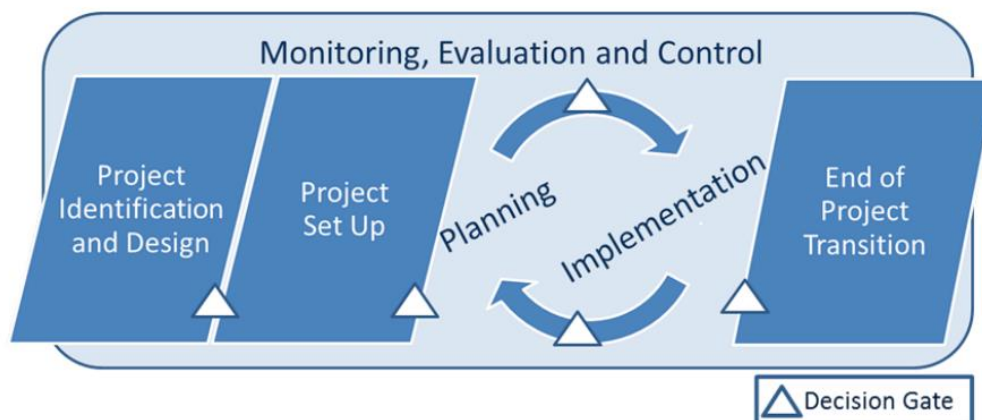 Monitoring, Evaluation and Control
Project
Identification
and Design
Project
Set Up
Planning
Implementation
End of
Project
Transition
Decision Gate